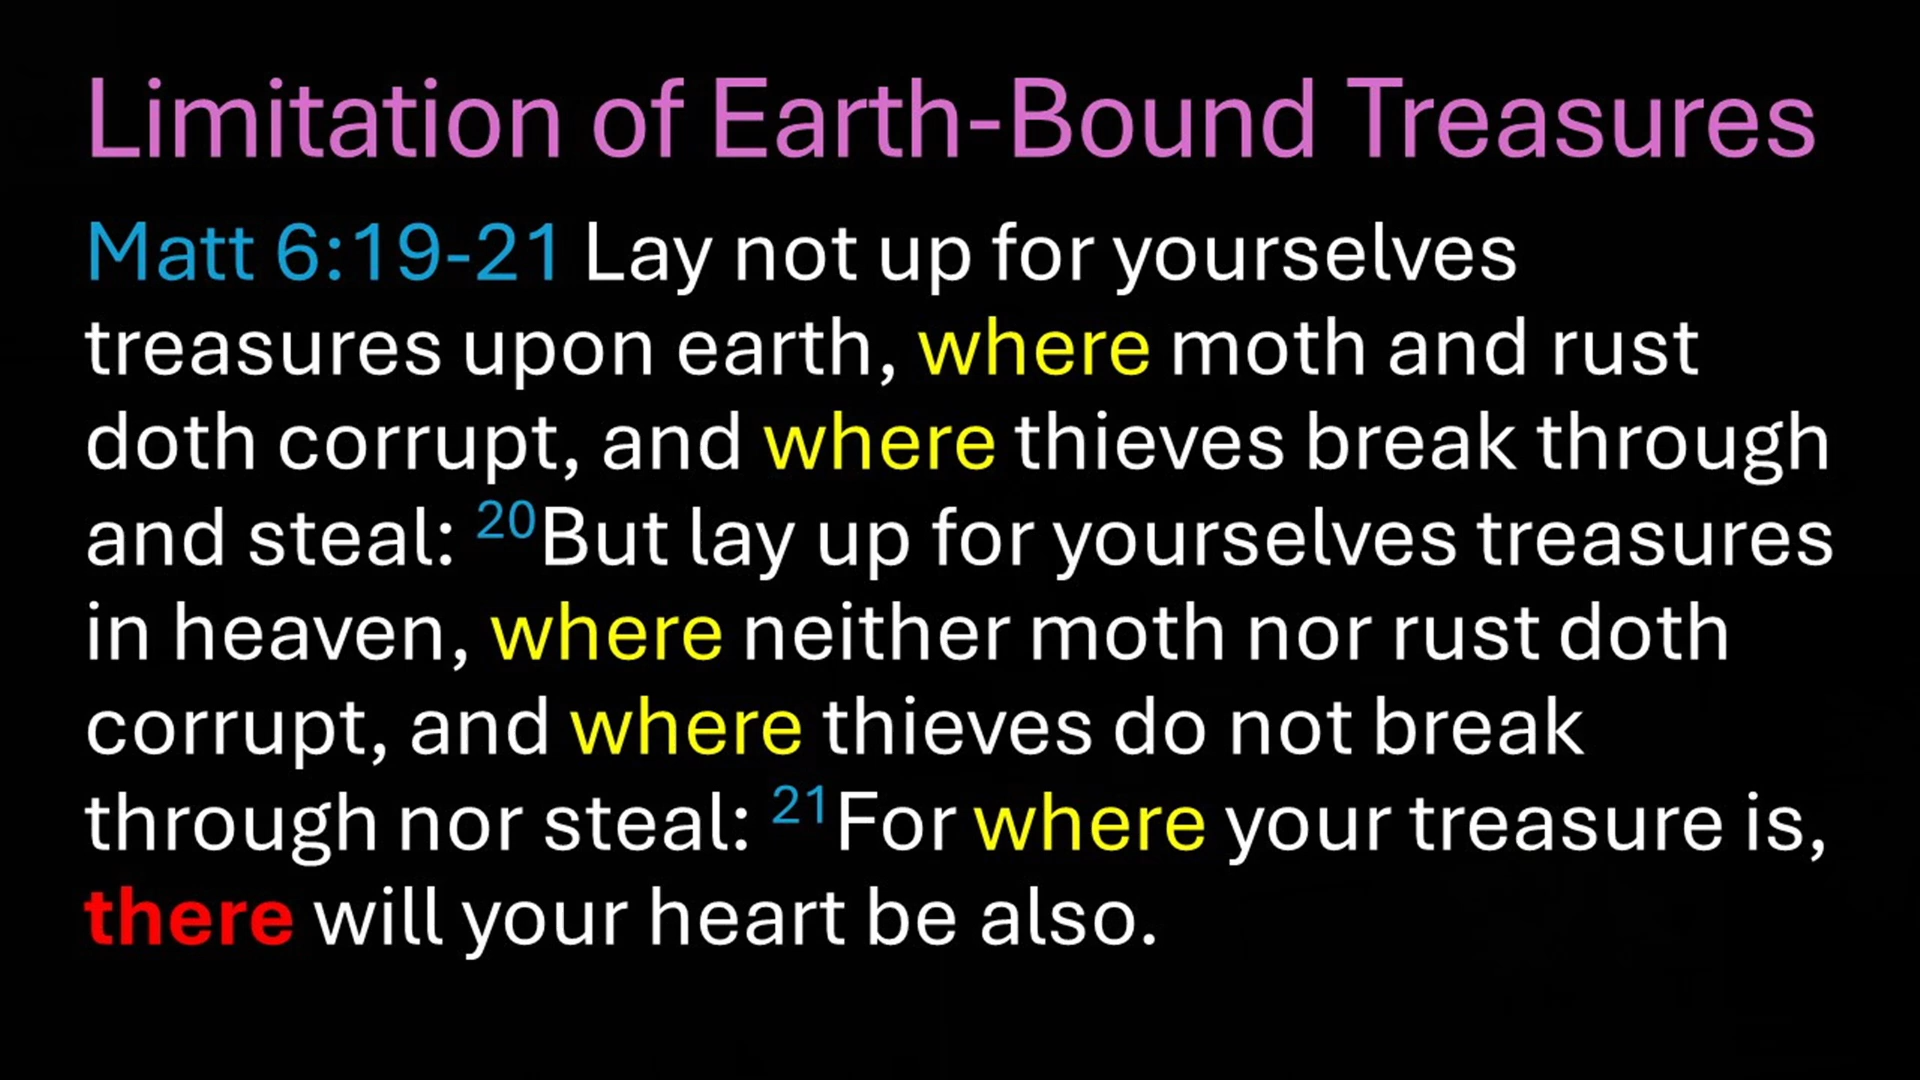 Limitation of Earth-Bound Treasures
Matt 6:19-21 Lay not up for yourselves
treasures upon earth, where moth and rust
doth corrupt, and where thieves break through
and steal: 20But lay up for yourselves treasures
in heaven, where neither moth nor rust doth
corrupt, and where thieves do not break
through nor steal: 21For where your treasure is,
there will your heart be also.